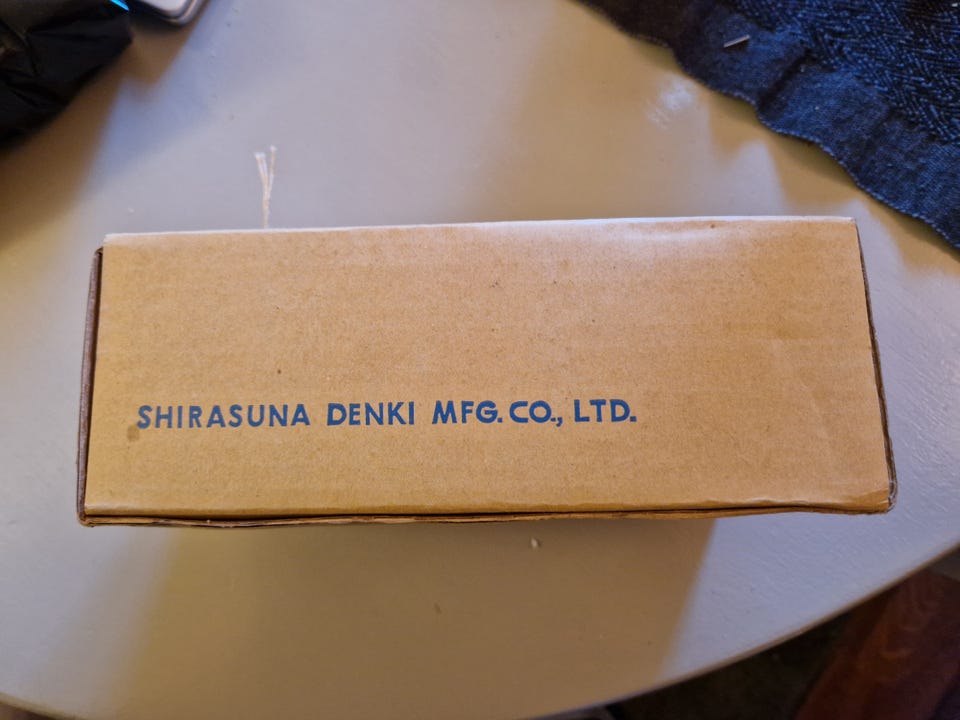 SHIRASUNA DENKI MFG. CO., LTD.